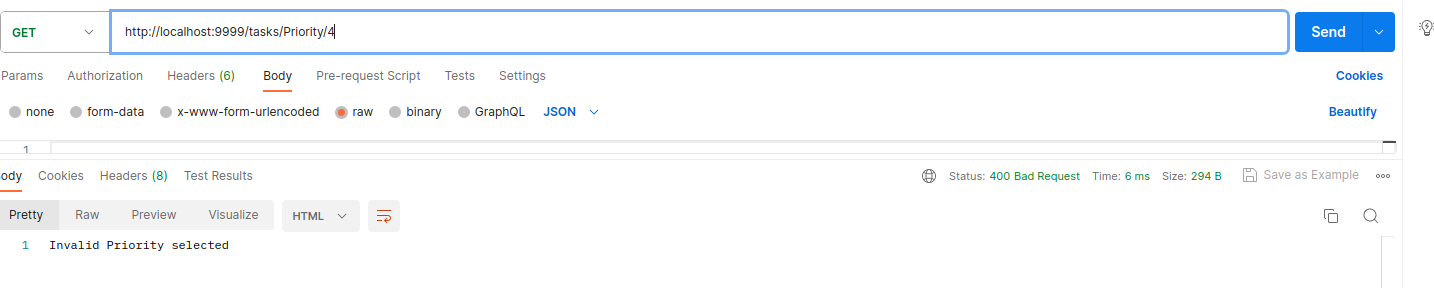 GET http://localhost:9999/tasks/Priority/4 Send
Params Authorization Headers (6) Body Pre-request Script Tests Settings Cookies
none form-data x-www-form-urlencoded raw binary GraphQL JSON Beautify
1
ody Cookies Headers (8) Test Results Status: 400 Bad Request Time: 6 ms Size: 294 B Save as Example
Pretty Raw Preview Visualize HTML
1 Invalid Priority selected